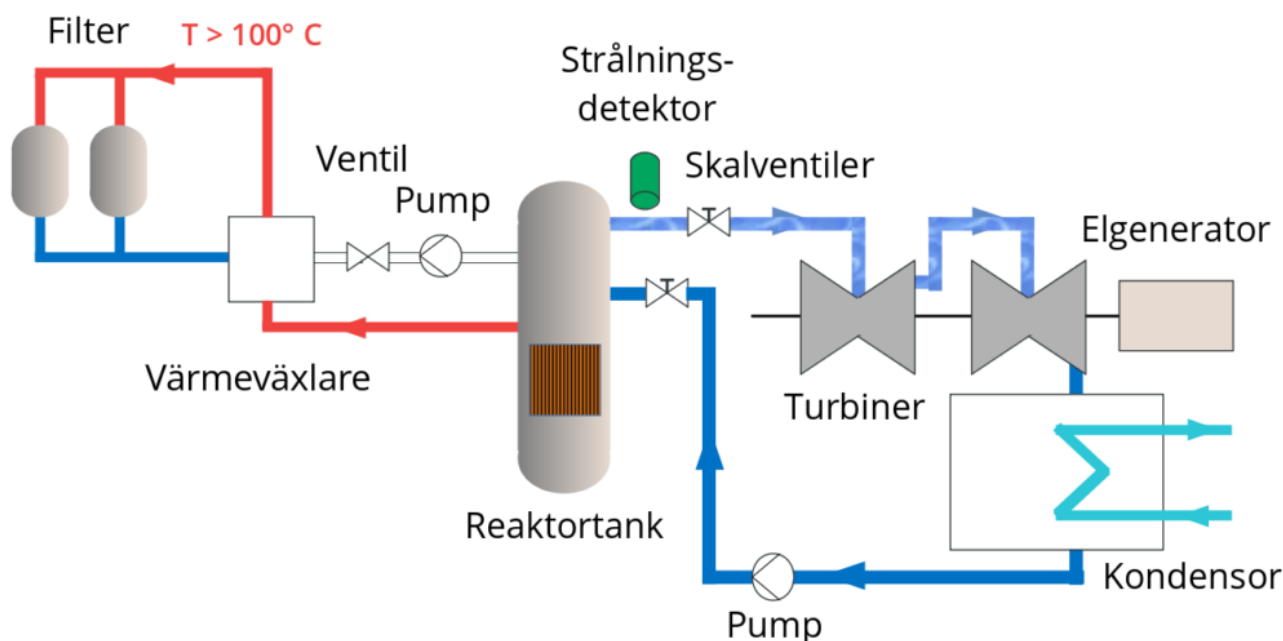 Filter
T > 100° C
Strålnings-
detektor
Ventil
Pump
Skalventiler
Elgenerator
Värmeväxlare
Turbiner
Reaktortank
Kondensor
Pump